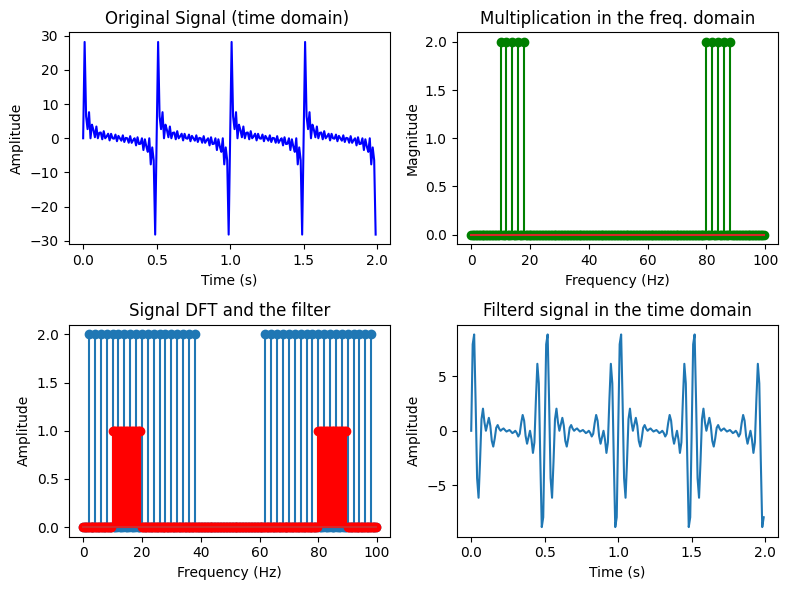 Original Signal (time domain)
Amplitude
30
20
10
0
−10
−20
−30
0.0 0.5 1.0 1.5 2.0
Time (s)
Multiplication in the freq. domain
Magnitude
2.0
1.5
1.0
0.5
0.0
0 20 40 60 80 100
Frequency (Hz)
Signal DFT and the filter
Amplitude
2.0
1.5
1.0
0.5
0.0
0 20 40 60 80 100
Frequency (Hz)
Filterd signal in the time domain
Amplitude
5
0
−5
0.0 0.5 1.0 1.5 2.0
Time (s)